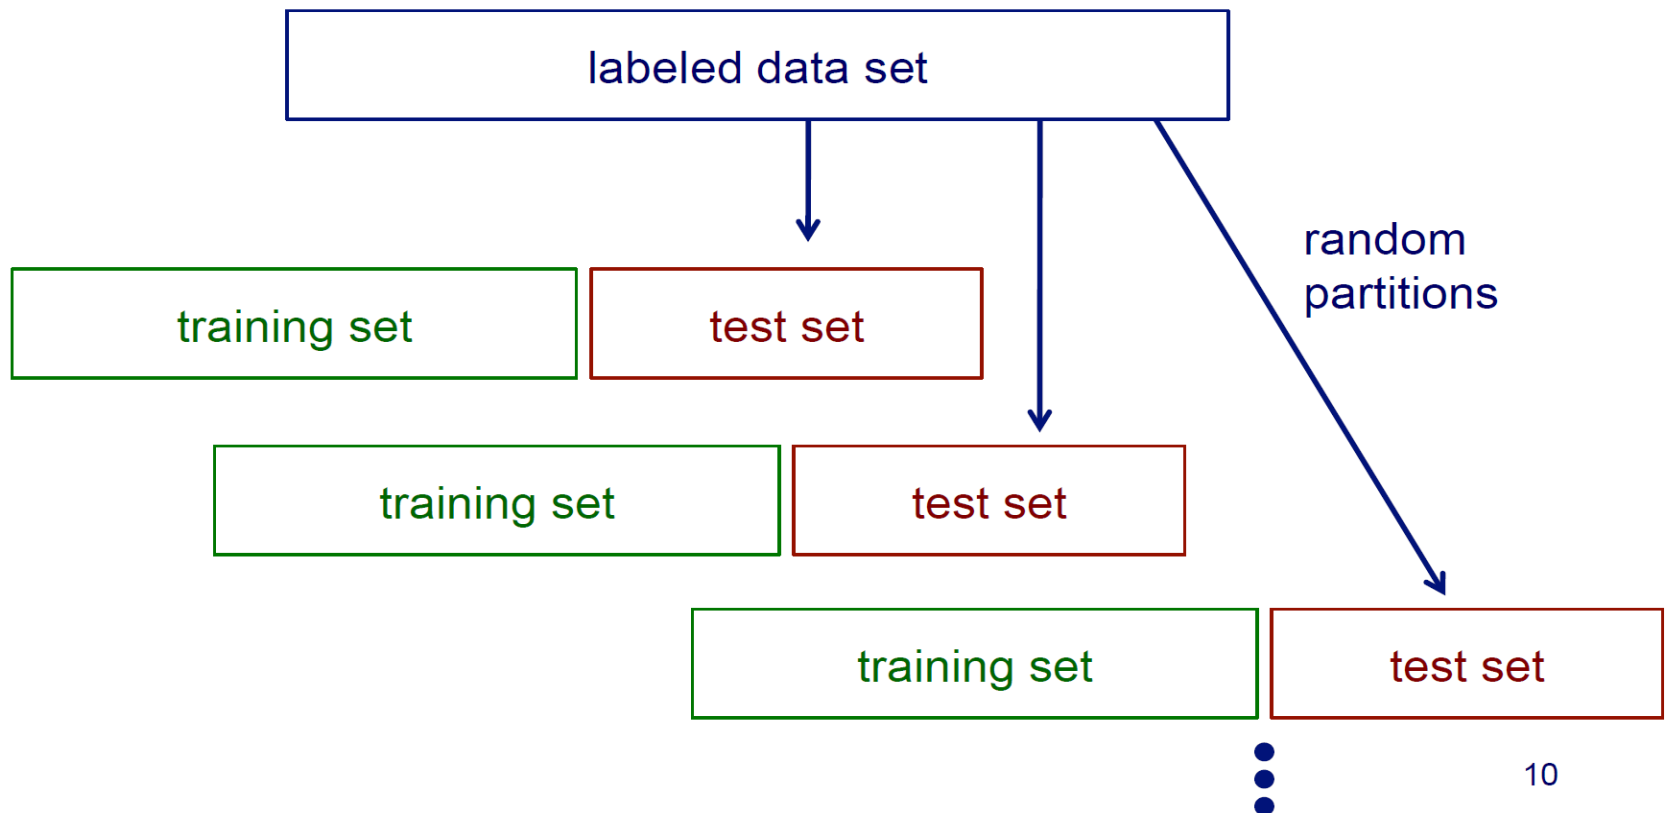 labeled data set
random
partitions
training set
test set
training set
test set
training set
test set
10